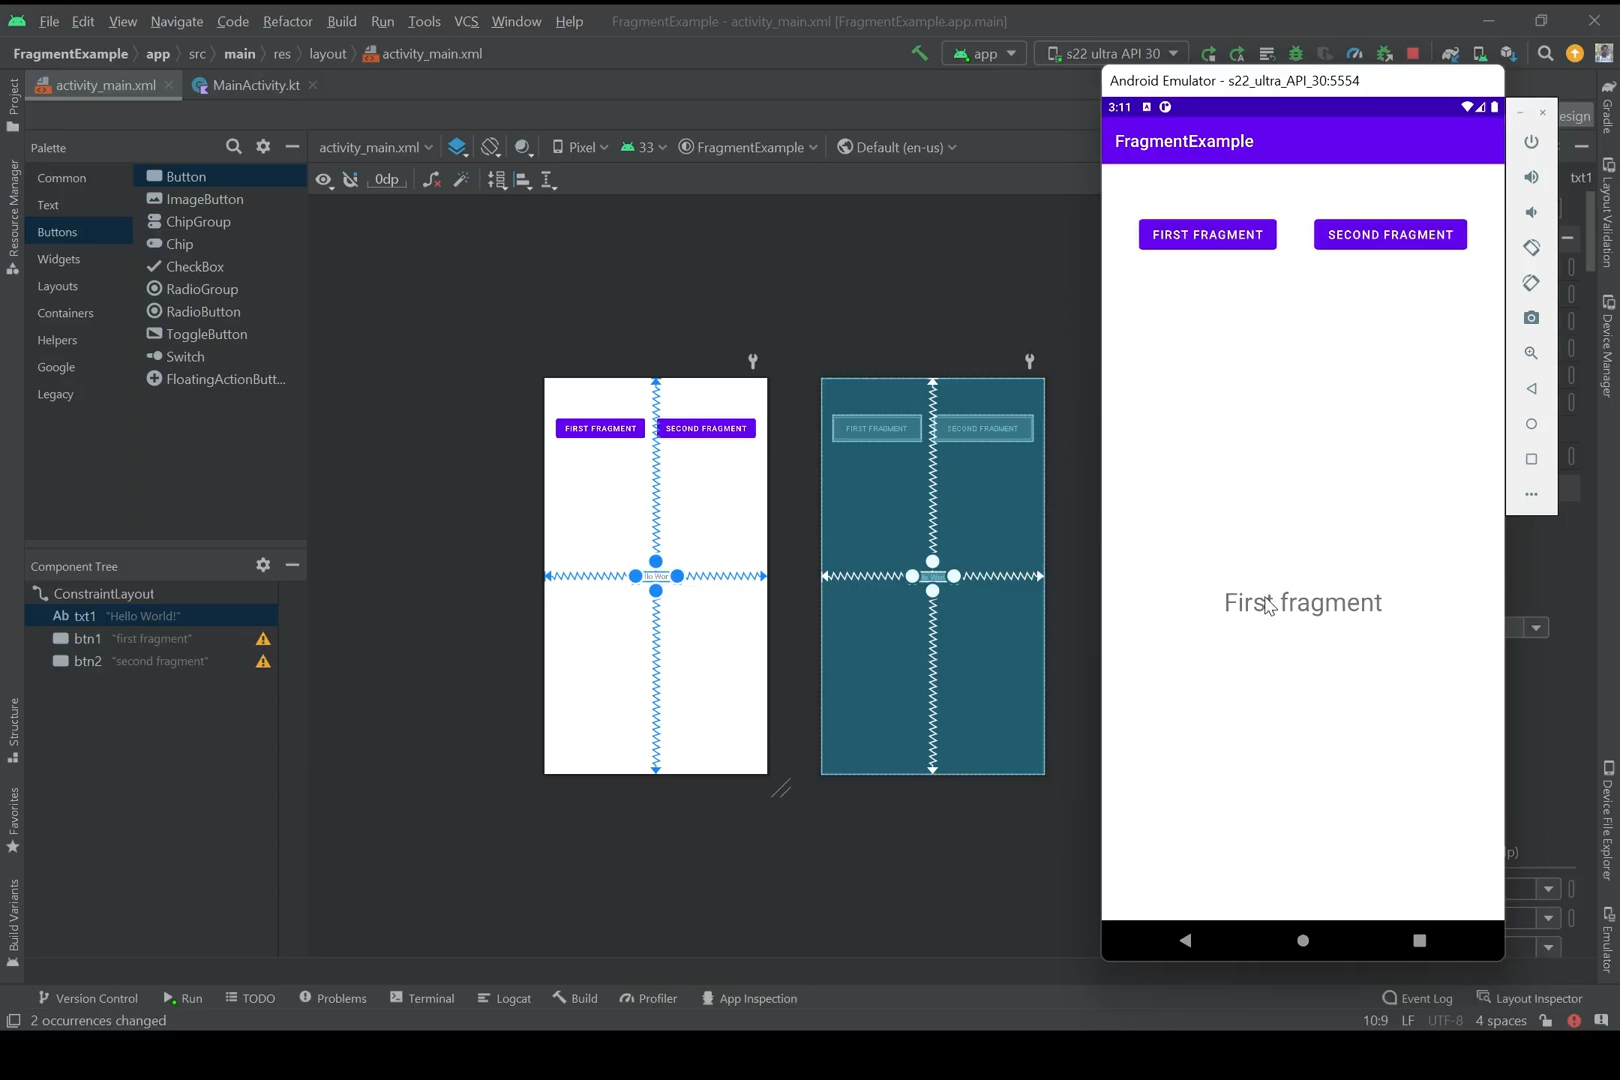 File Edit View Navigate Code Refactor Build Run Tools VCS Window Help FragmentExample - activity_main.xml [FragmentExample.app.main]
FragmentExample app src main res layout activity_main.xml app s22 ultra API 30
activity_main.xml MainActivity.kt
Android Emulator - s22_ultra_API_30:5554
3:11
FragmentExample
esign
Palette
activity_main.xml Pixel 33 FragmentExample Default (en-us)
0dp
txt1
Common
Text
Buttons
Widgets
Layouts
Containers
Helpers
Google
Legacy
Button
ImageButton
ChipGroup
Chip
CheckBox
RadioGroup
RadioButton
ToggleButton
Switch
FloatingActionButt...
FIRST FRAGMENT SECOND FRAGMENT
FIRST FRAGMENT SECOND FRAGMENT
FIRST FRAGMENT SECOND FRAGMENT
First fragment
Component Tree
ConstraintLayout
Ab txt1 "Hello World!"
btn1 "first fragment"
btn2 "second fragment"
Project
Resource Manager
Structure
Favorites
Build Variants
Gradle
Layout Validation
Device Manager
Device File Explorer
Emulator
Version Control Run TODO Problems Terminal Logcat Build Profiler App Inspection Event Log Layout Inspector
2 occurrences changed 10:9 LF UTF-8 4 spaces